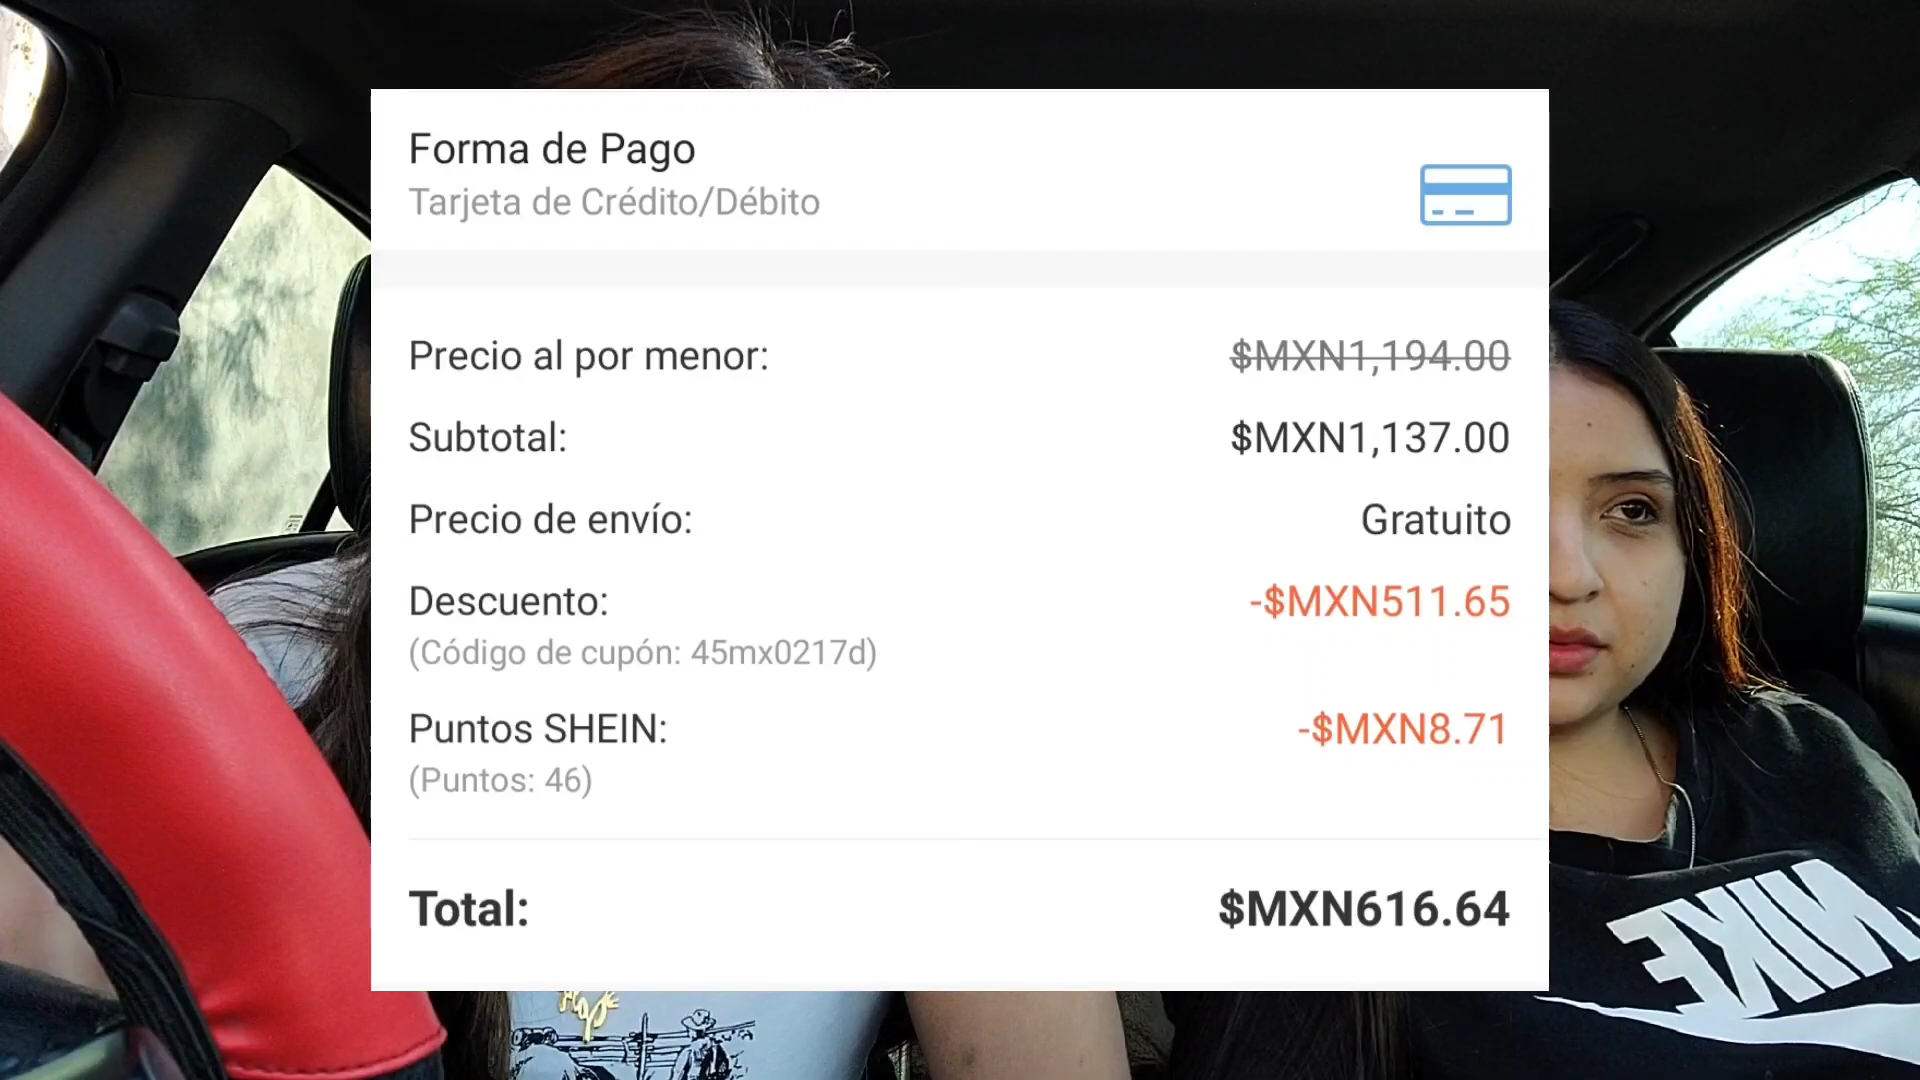 Forma de Pago
Tarjeta de Crédito/Débito
Precio al por menor: $MXN1,194.00
Subtotal: $MXN1,137.00
Precio de envío: Gratuito
Descuento: -$MXN511.65
(Código de cupón: 45mx0217d)
Puntos SHEIN: -$MXN8.71
(Puntos: 46)
Total: $MXN616.64
NIKE